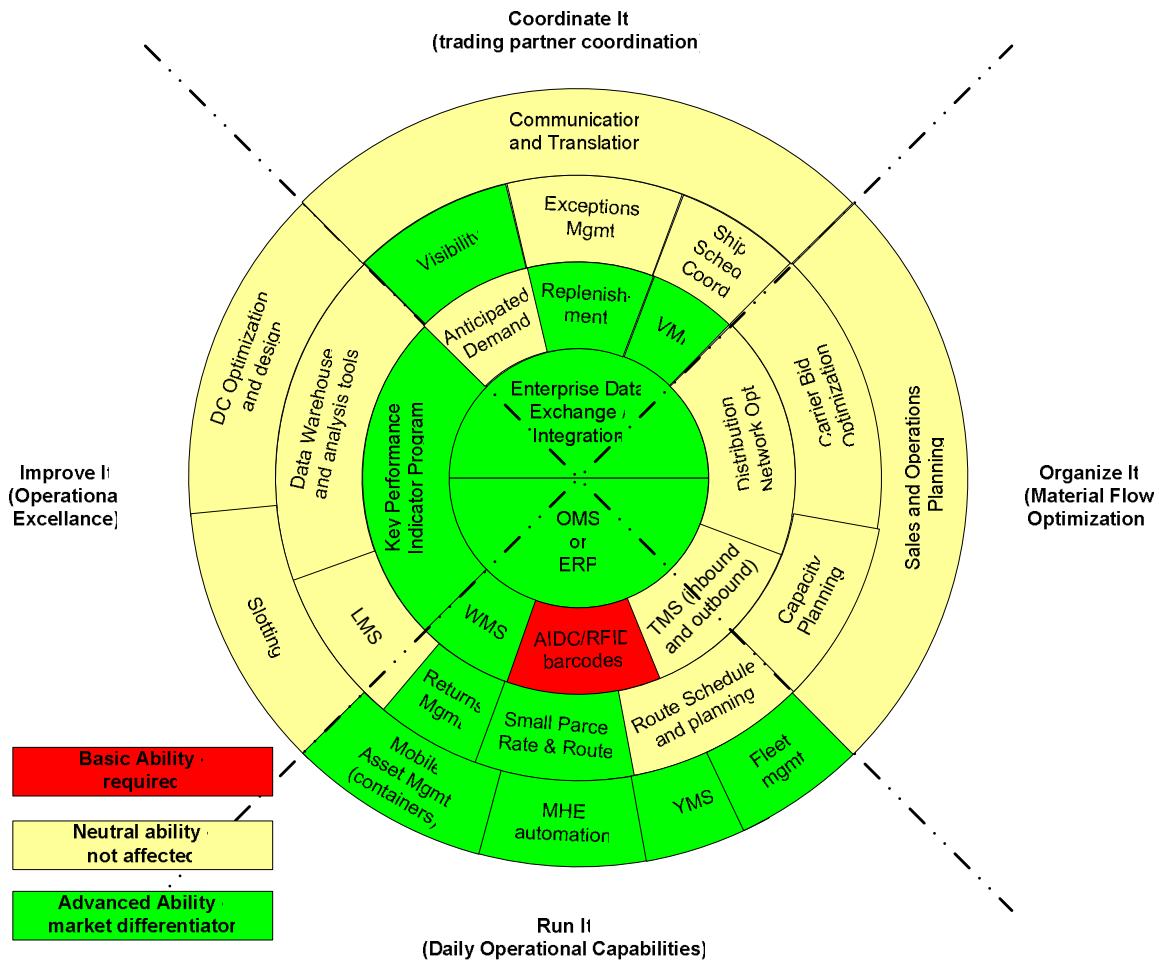 Coordinate It
(trading partner coordination
Communication
and Translation
Exceptions
Mgmt
Ship
Sched
Coord
Visibility
Replenish-
ment
VMI
Anticipated
Demand
Enterprise Data
Exchange /
Integration
OMS
or
ERP
DC Optimization
and design
Data Warehouse
and analysis tools
Key Performance
Indicator Program
Distribution
Network Opt
Carrier Bid
Optimization
Sales and Operations
Planning
Improve It
(Operational
Excellance)
Organize It
(Material Flow
Optimization
Slotting
LMS
WMS
AIDC/RFID
barcodes
TMS (inbound
and outbound)
Capacity
Planning
Returns
Mgmt
Small Parcel
Rate & Route
Route Schedule
and planning
Mobile
Asset Mgmt
(containers)
MHE
automation
YMS
Fleet
mgmt
Basic Ability -
required
Neutral ability -
not affected
Advanced Ability -
market differentiator
Run It
(Daily Operational Capabilities)